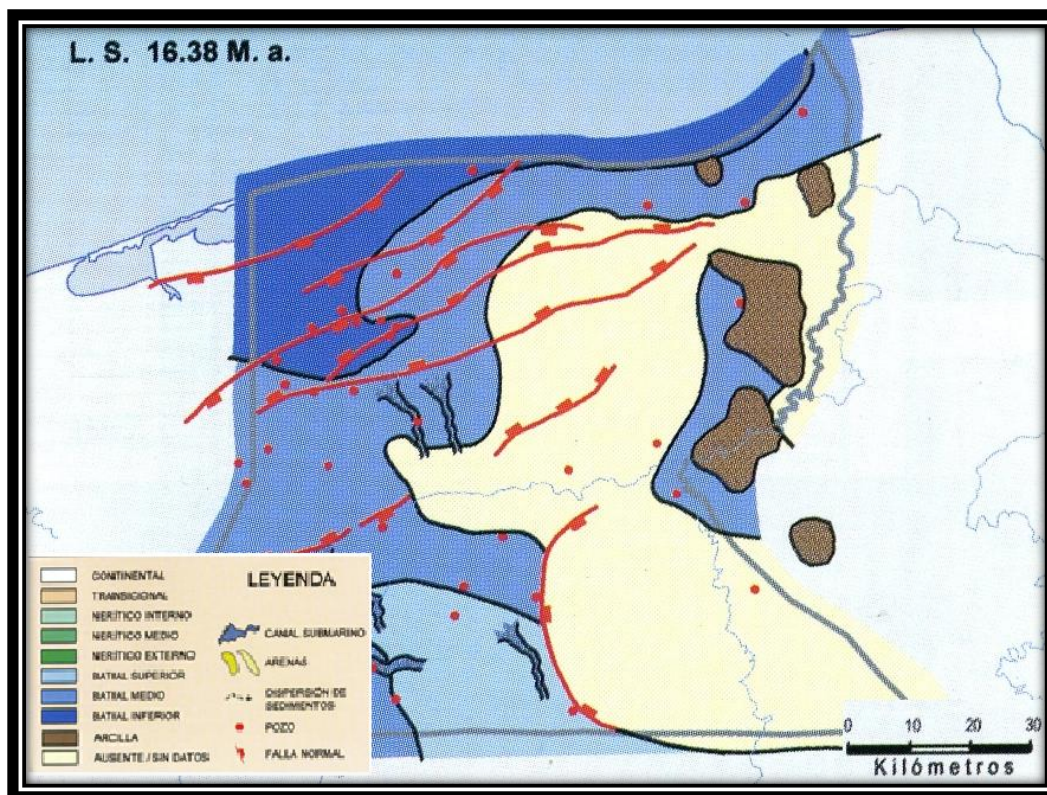 L. S. 16.38 M. a.
LEYENDA
CONTINENTAL
TRANSICIONAL
NERÍTICO INTERNO
NERÍTICO MEDIO
NERÍTICO EXTERNO
BATIAL SUPERIOR
BATIAL MEDIO
BATIAL INFERIOR
ARCILLA
AUSENTE / SIN DATOS
CANAL SUBMARINO
ARENAS
DISPERSIÓN DE
SEDIMENTOS
POZO
FALLA NORMAL
0 10 20 30
Kilómetros